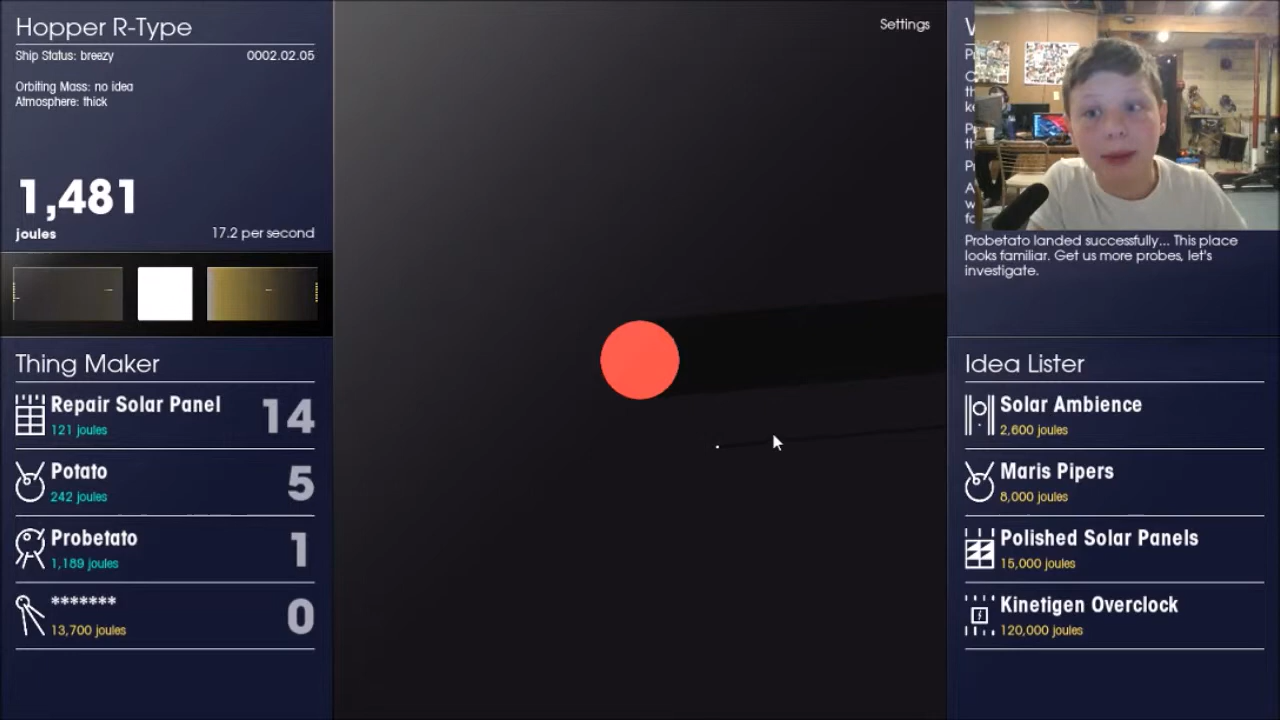 Hopper R-Type
Ship Status: breezy
0002.02.05
Orbiting Mass: no idea
Atmosphere: thick
1,481
joules
17.2 per second
Thing Maker
Repair Solar Panel
121 joules
14
Potato
242 joules
5
Probetato
1,189 joules
1
*******
13,700 joules
0
Settings
Probetato landed successfully... This place
looks familiar. Get us more probes, let's
investigate.
Idea Lister
Solar Ambience
2,600 joules
Maris Pipers
8,000 joules
Polished Solar Panels
15,000 joules
Kinetigen Overclock
120,000 joules